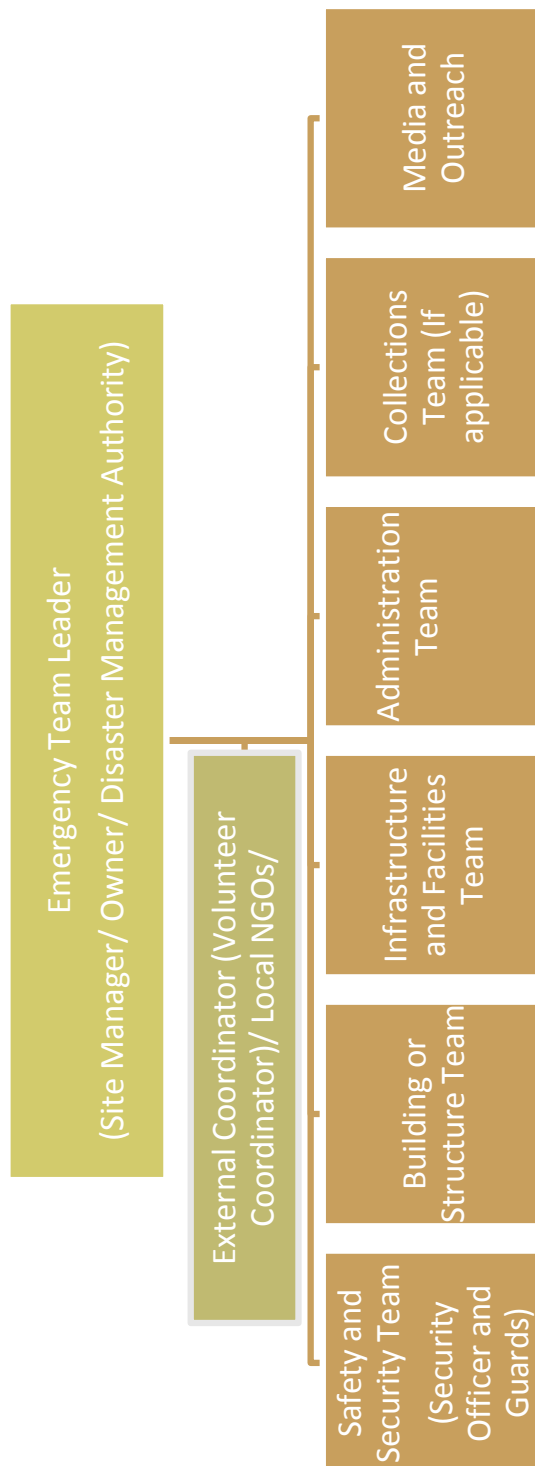 Emergency Team Leader
(Site Manager/ Owner/ Disaster Management Authority)
External Coordinator (Volunteer
Coordinator)/ Local NGOs/
Safety and
Security Team
(Security
Officer and
Guards)
Building or
Structure Team
Infrastructure
and Facilities
Team
Administration
Team
Collections
Team (If
applicable)
Media and
Outreach